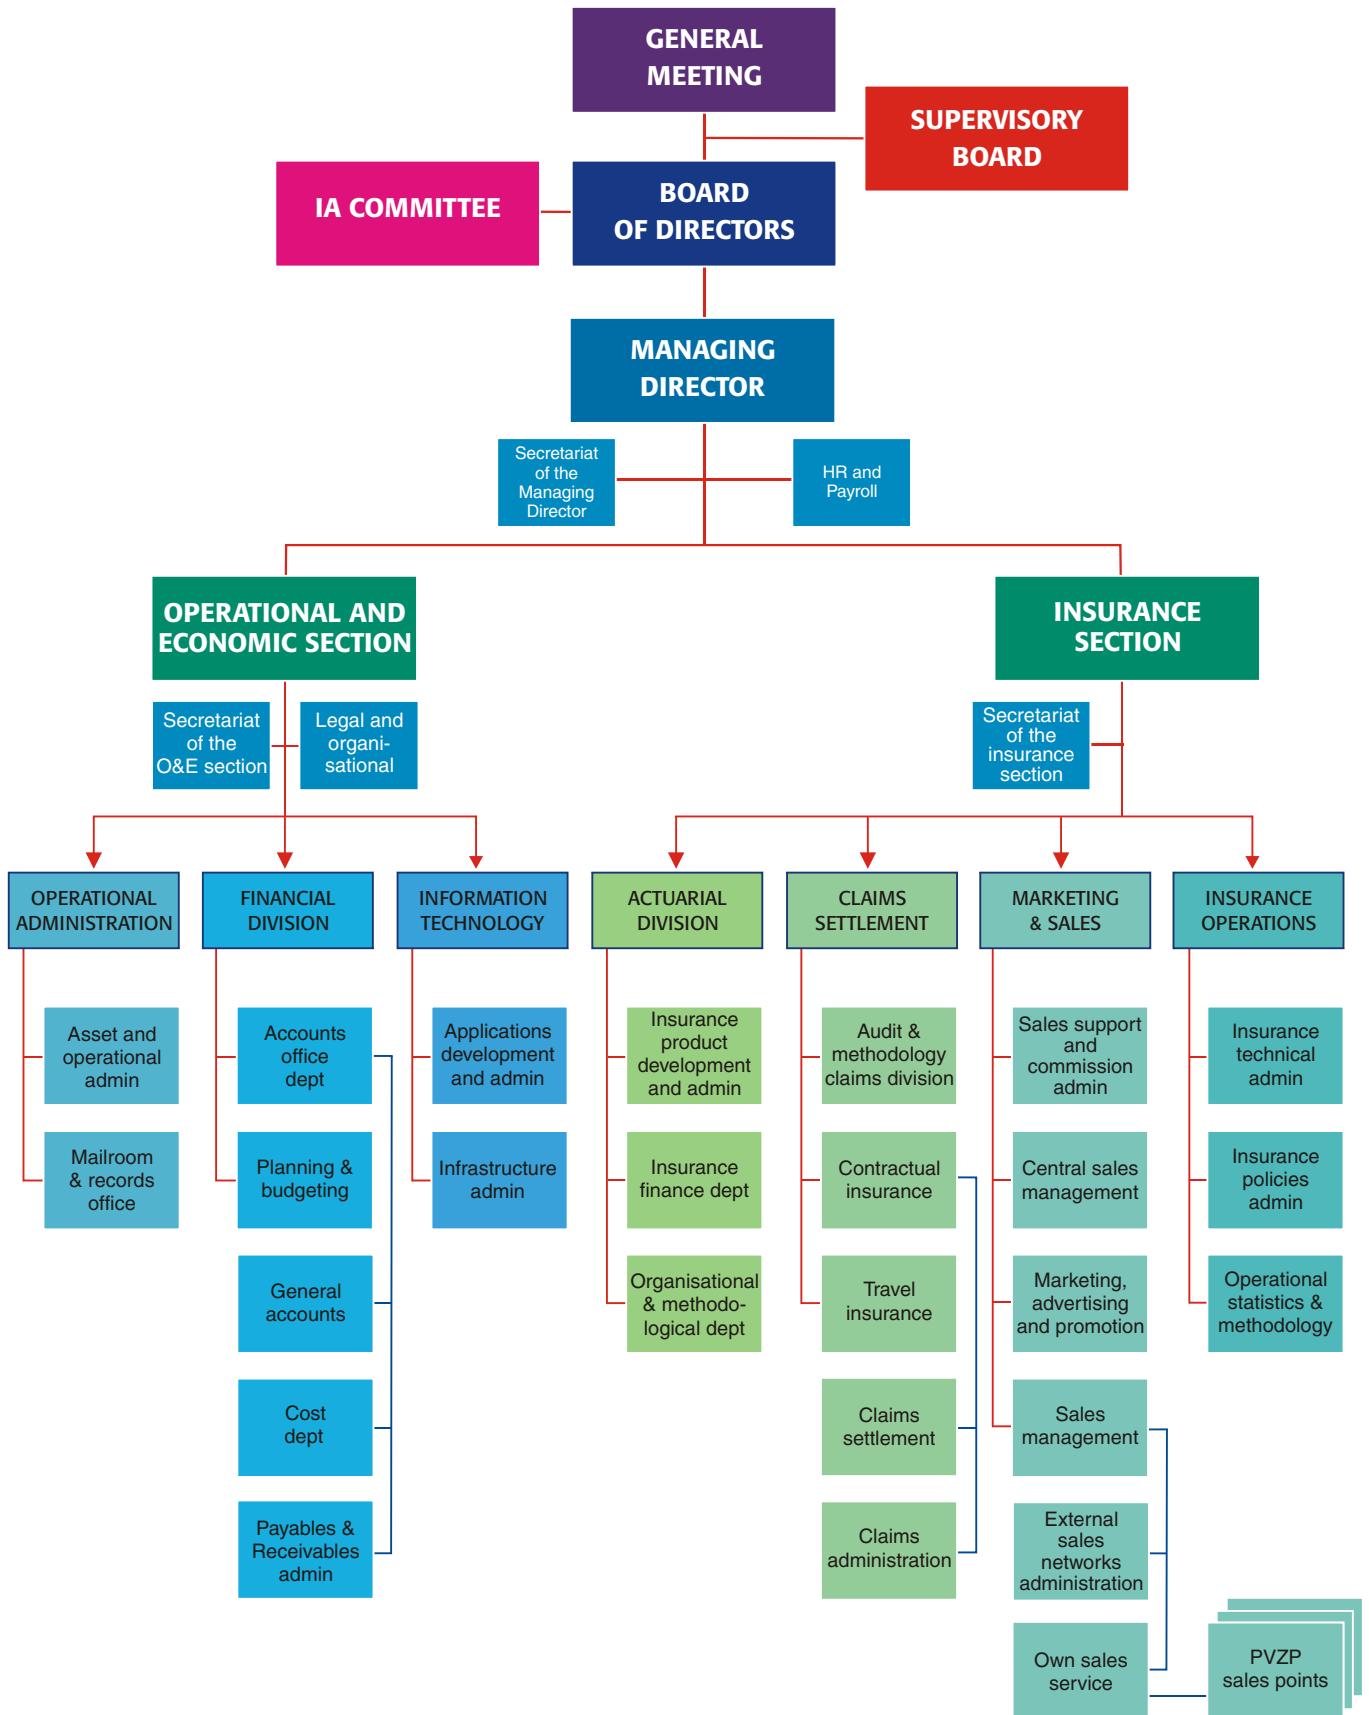 GENERAL
MEETING
SUPERVISORY
BOARD
IA COMMITTEE
BOARD
OF DIRECTORS
MANAGING
DIRECTOR
Secretariat
of the
Managing
Director
HR and
Payroll
OPERATIONAL AND
ECONOMIC SECTION
INSURANCE
SECTION
Secretariat
of the
O&E section
Legal and
organi-
sational
Secretariat
of the
insurance
section
OPERATIONAL
ADMINISTRATION
FINANCIAL
DIVISION
INFORMATION
TECHNOLOGY
ACTUARIAL
DIVISION
CLAIMS
SETTLEMENT
MARKETING
& SALES
INSURANCE
OPERATIONS
Asset and
operational
admin
Accounts
office
dept
Applications
development
and admin
Insurance
product
development
and admin
Audit &
methodology
claims division
Sales support
and
commission
admin
Insurance
technical
admin
Mailroom
& records
office
Planning &
budgeting
Infrastructure
admin
Insurance
finance dept
Contractual
insurance
Central sales
management
Insurance
policies
admin
General
accounts
Organisational
& methodo-
logical dept
Travel
insurance
Marketing,
advertising
and promotion
Operational
statistics &
methodology
Cost
dept
Claims
settlement
Sales
management
Payables &
Receivables
admin
Claims
administration
External
sales
networks
administration
Own sales
service
PVZP
sales points